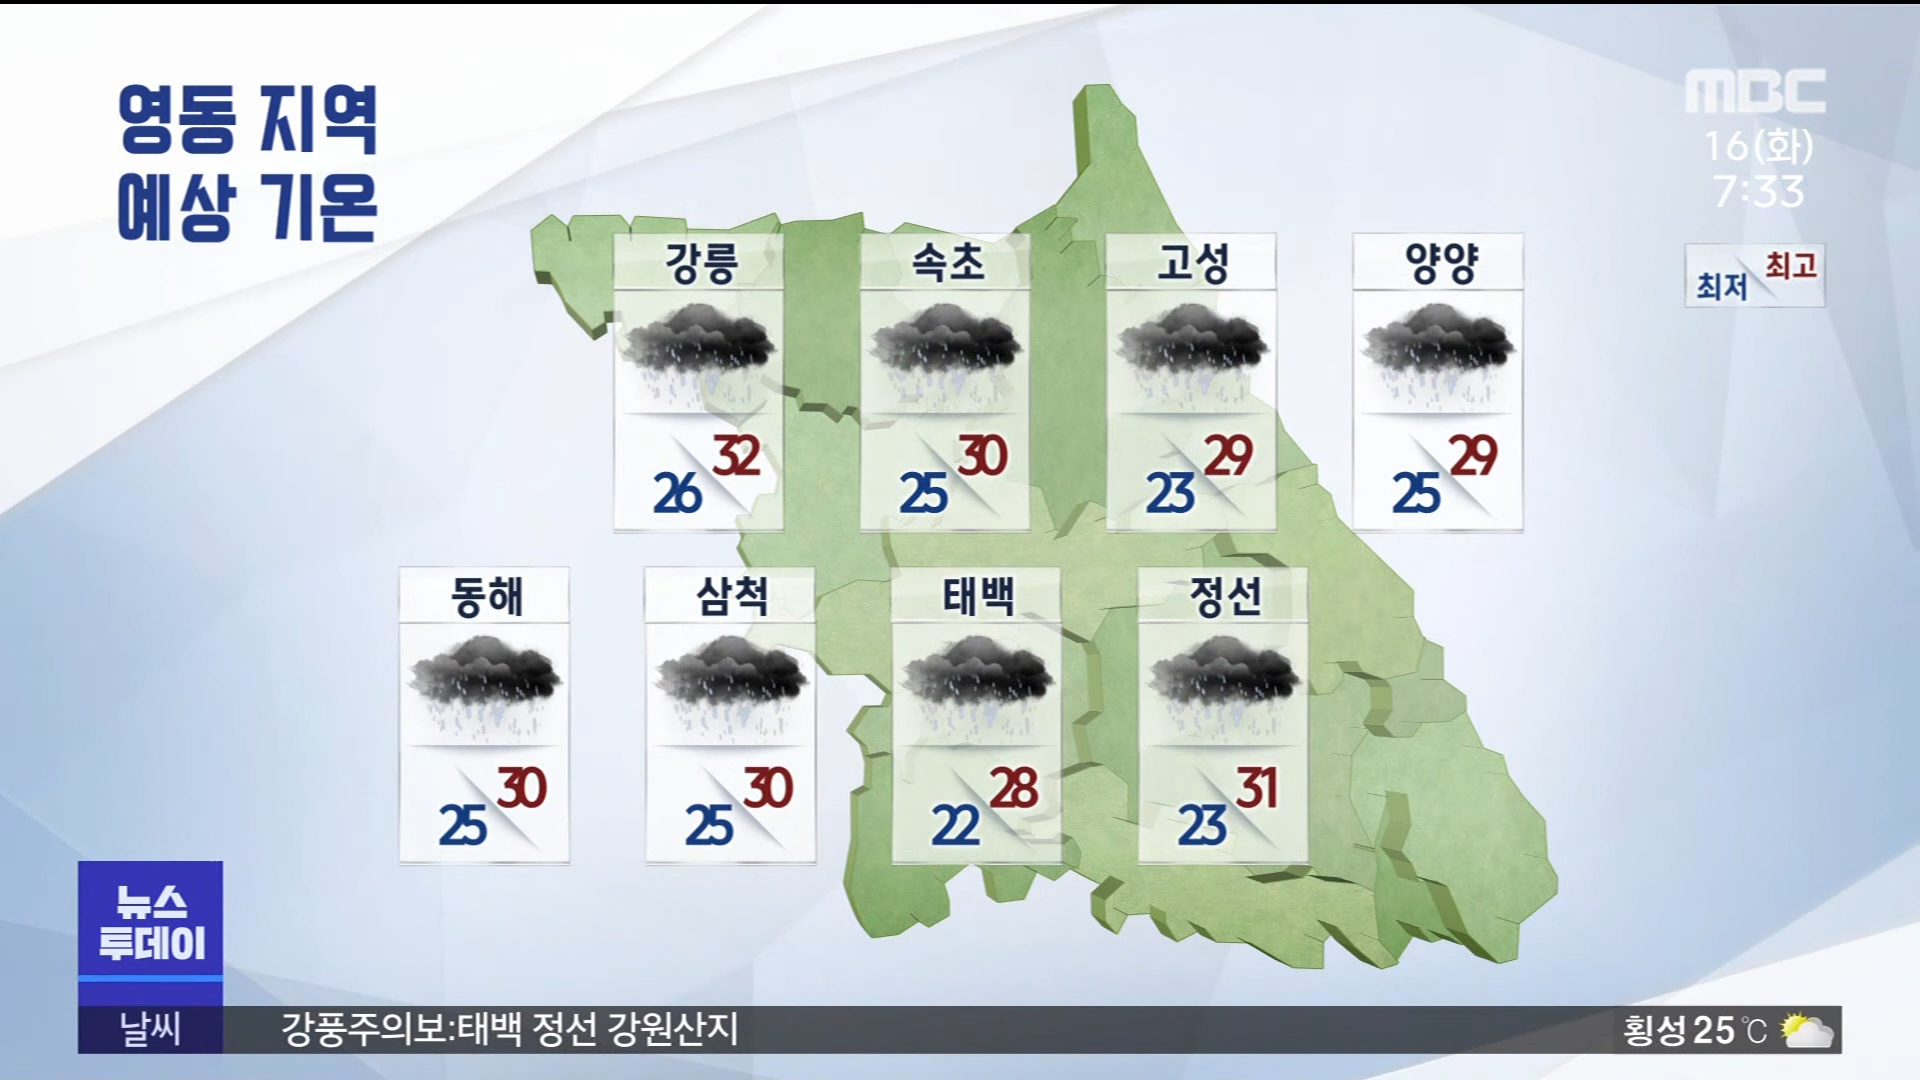 영동 지역
예상 기온
MBC
16(화)
7:33
최저 최고
강릉 속초 고성 양양
26 32 25 30 23 29 25 29
동해 삼척 태백 정선
25 30 25 30 22 28 23 31
뉴스
투데이
날씨 강풍주의보:태백 정선 강원산지 횡성 25℃